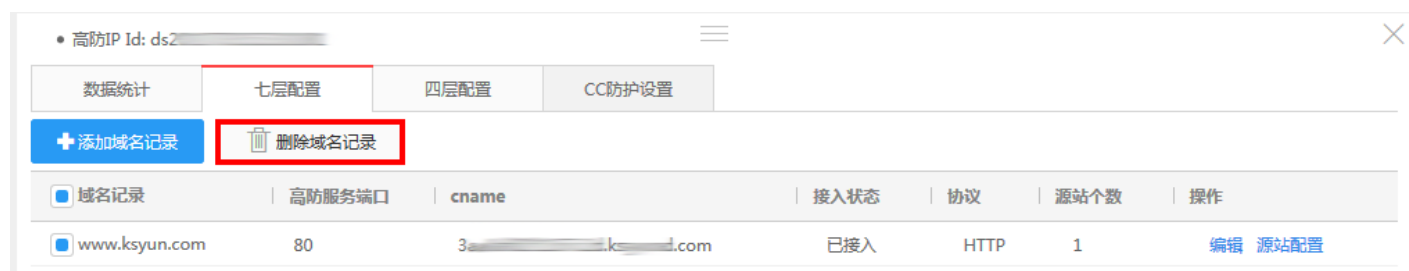 高防IP Id: ds2
数据统计 七层配置 四层配置 CC防护设置
添加域名记录 删除域名记录
域名记录 高防服务端口 cname 接入状态 协议 源站个数 操作
www.ksyun.com 80 3a .ks d.com 已接入 HTTP 1 编辑 源站配置